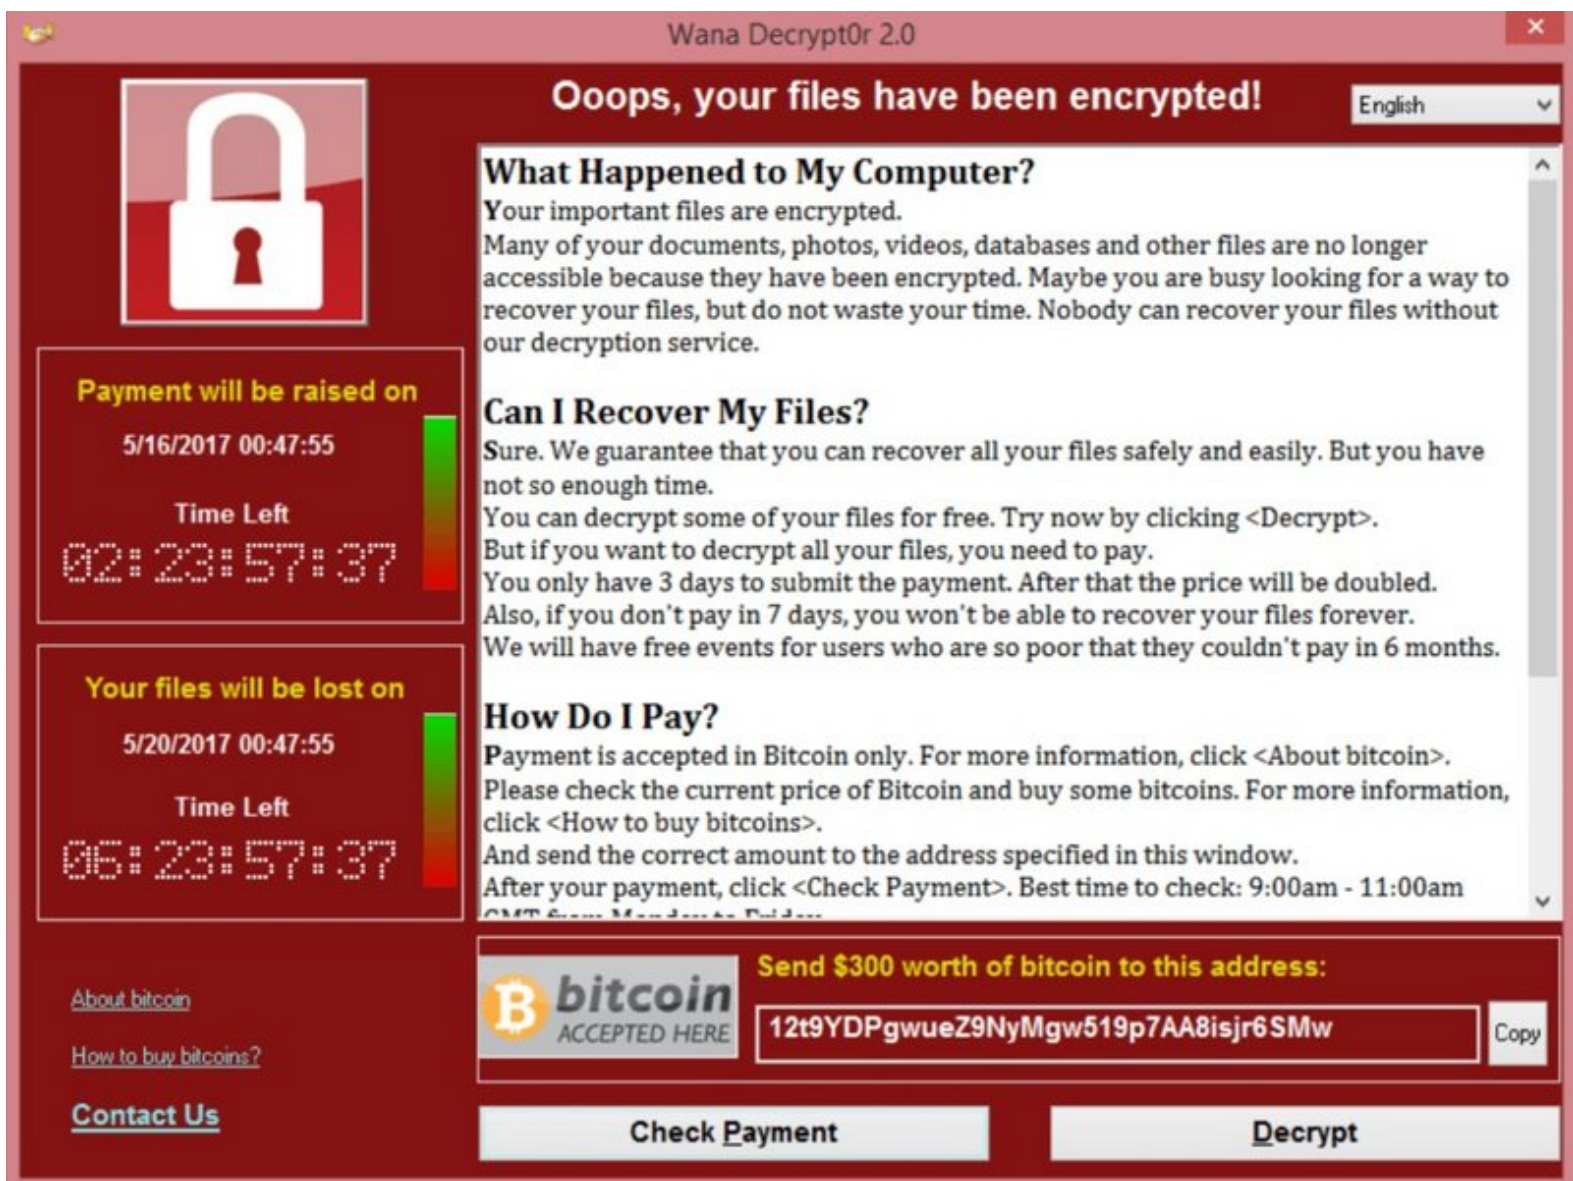 Wana Decrypt0r 2.0
Ooops, your files have been encrypted!
English
What Happened to My Computer?
Your important files are encrypted.
Many of your documents, photos, videos, databases and other files are no longer
accessible because they have been encrypted. Maybe you are busy looking for a way to
recover your files, but do not waste your time. Nobody can recover your files without
our decryption service.
Can I Recover My Files?
Sure. We guarantee that you can recover all your files safely and easily. But you have
not so enough time.
You can decrypt some of your files for free. Try now by clicking <Decrypt>.
But if you want to decrypt all your files, you need to pay.
You only have 3 days to submit the payment. After that the price will be doubled.
Also, if you don't pay in 7 days, you won't be able to recover your files forever.
We will have free events for users who are so poor that they couldn't pay in 6 months.
How Do I Pay?
Payment is accepted in Bitcoin only. For more information, click <About bitcoin>.
Please check the current price of Bitcoin and buy some bitcoins. For more information,
click <How to buy bitcoins>.
And send the correct amount to the address specified in this window.
After your payment, click <Check Payment>. Best time to check: 9:00am - 11:00am
GMT from Monday to Friday
Payment will be raised on
5/16/2017 00:47:55
Time Left
02:23:57:37
Your files will be lost on
5/20/2017 00:47:55
Time Left
06:23:57:37
About bitcoin
How to buy bitcoins?
Contact Us
bitcoin
ACCEPTED HERE
Send $300 worth of bitcoin to this address:
12t9YDPgwueZ9NyMgw519p7AA8isjr6SMw
Copy
Check Payment
Decrypt